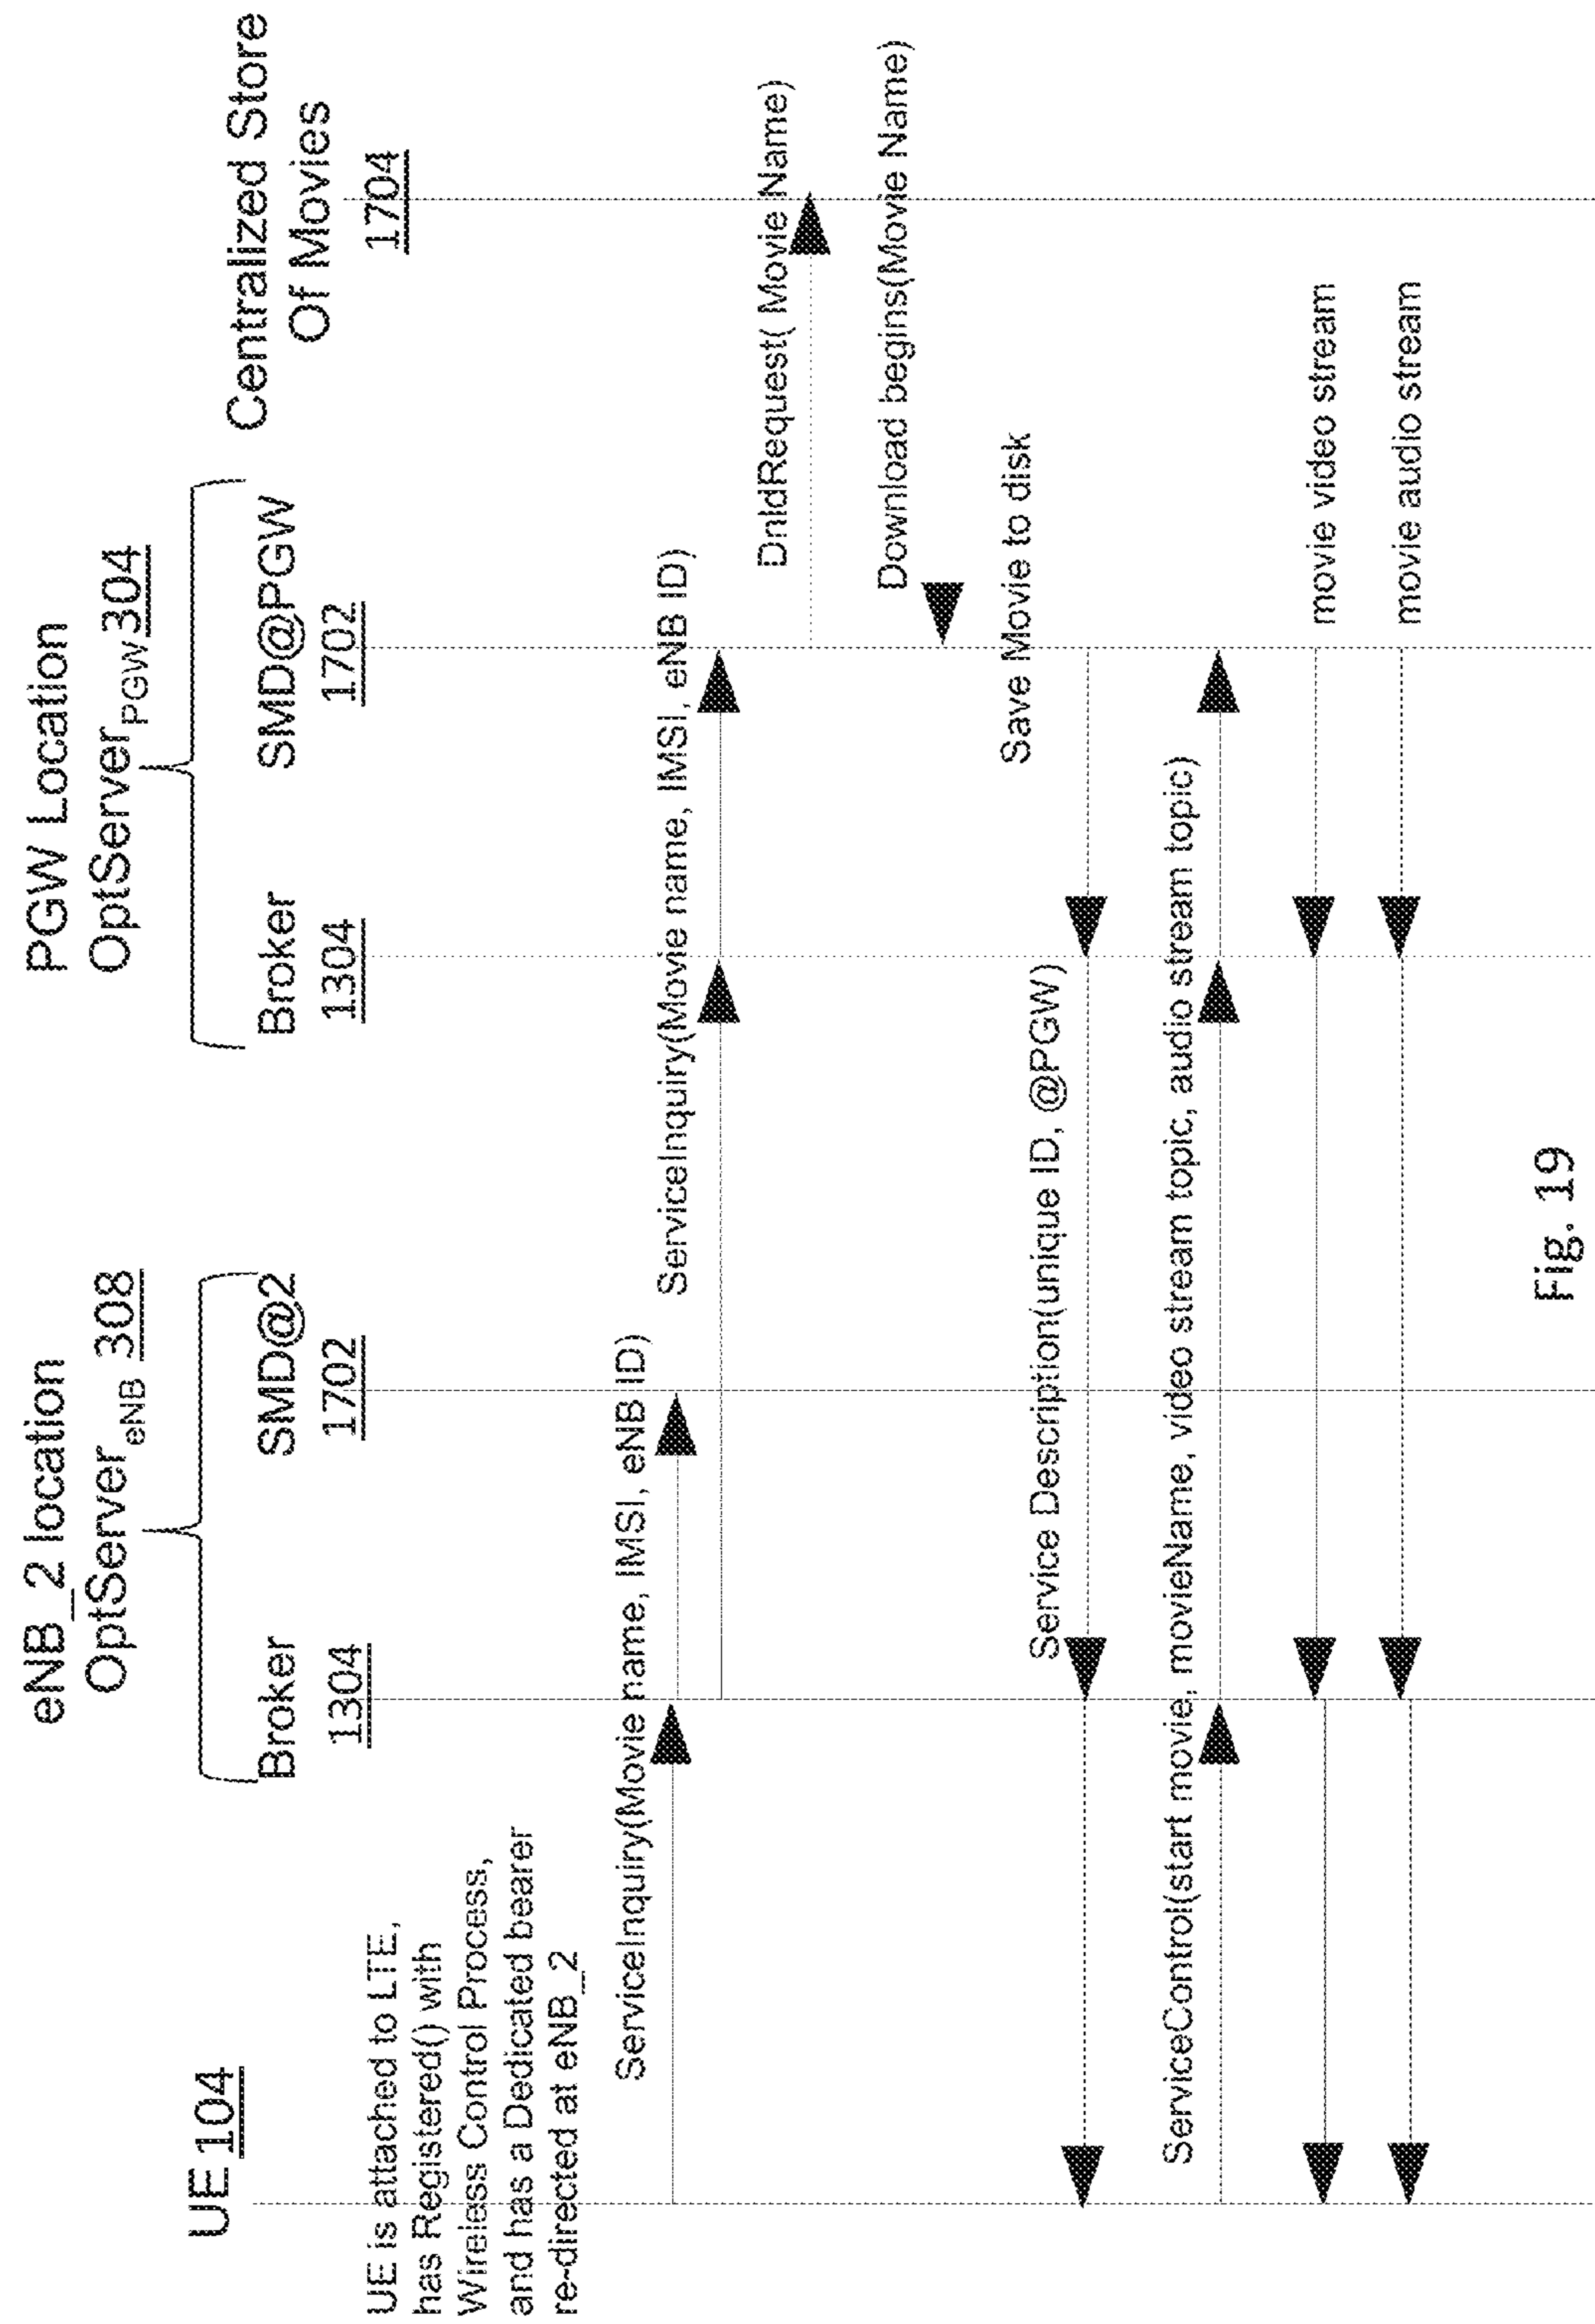 PGW Location
OptServerPGW 304
eNB_2 location
OptServereNB 308
Centralized Store
Of Movies
1704
UE 104
Broker
1304
SMD@2
1702
Broker
1304
SMD@PGW
1702
UE is attached to LTE,
has Registered() with
Wireless Control Process,
and has a Dedicated bearer
re-directed at eNB_2
ServiceInquiry(Movie name, IMSI, eNB ID)
ServiceInquiry(Movie name, IMSI, eNB ID)
DnldRequest( Movie Name)
Download begins(Movie Name)
Save Movie to disk
Service Description(unique ID, @PGW)
ServiceControl(start movie, movieName, video stream topic, audio stream topic)
movie video stream
movie audio stream
Fig. 19